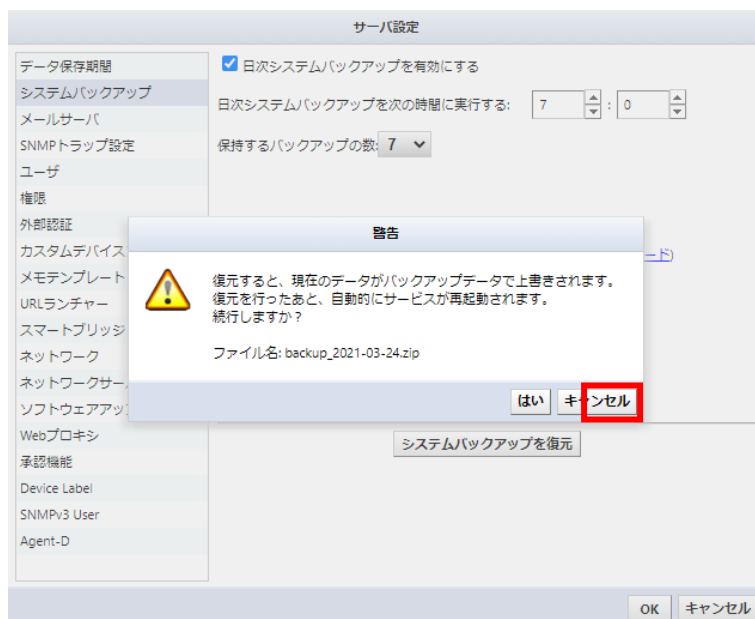 サーバ設定
データ保存期間
システムバックアップ
メールサーバ
SNMPトラップ設定
ユーザ
権限
外部認証
カスタムデバイス
メモテンプレート
URLランチャー
スマートブリッジ
ネットワーク
ネットワークサー
ソフトウェアアッ
Webプロキシ
承認機能
Device Label
SNMPv3 User
Agent-D
日次システムバックアップを有効にする
日次システムバックアップを次の時間に実行する: 7 : 0
保持するバックアップの数: 7
ード)
警告
復元すると、現在のデータがバックアップデータで上書きされます。
復元を行ったあと、自動的にサービスが再起動されます。
続行しますか？
ファイル名: backup_2021-03-24.zip
はい キャンセル
システムバックアップを復元
OK キャンセル